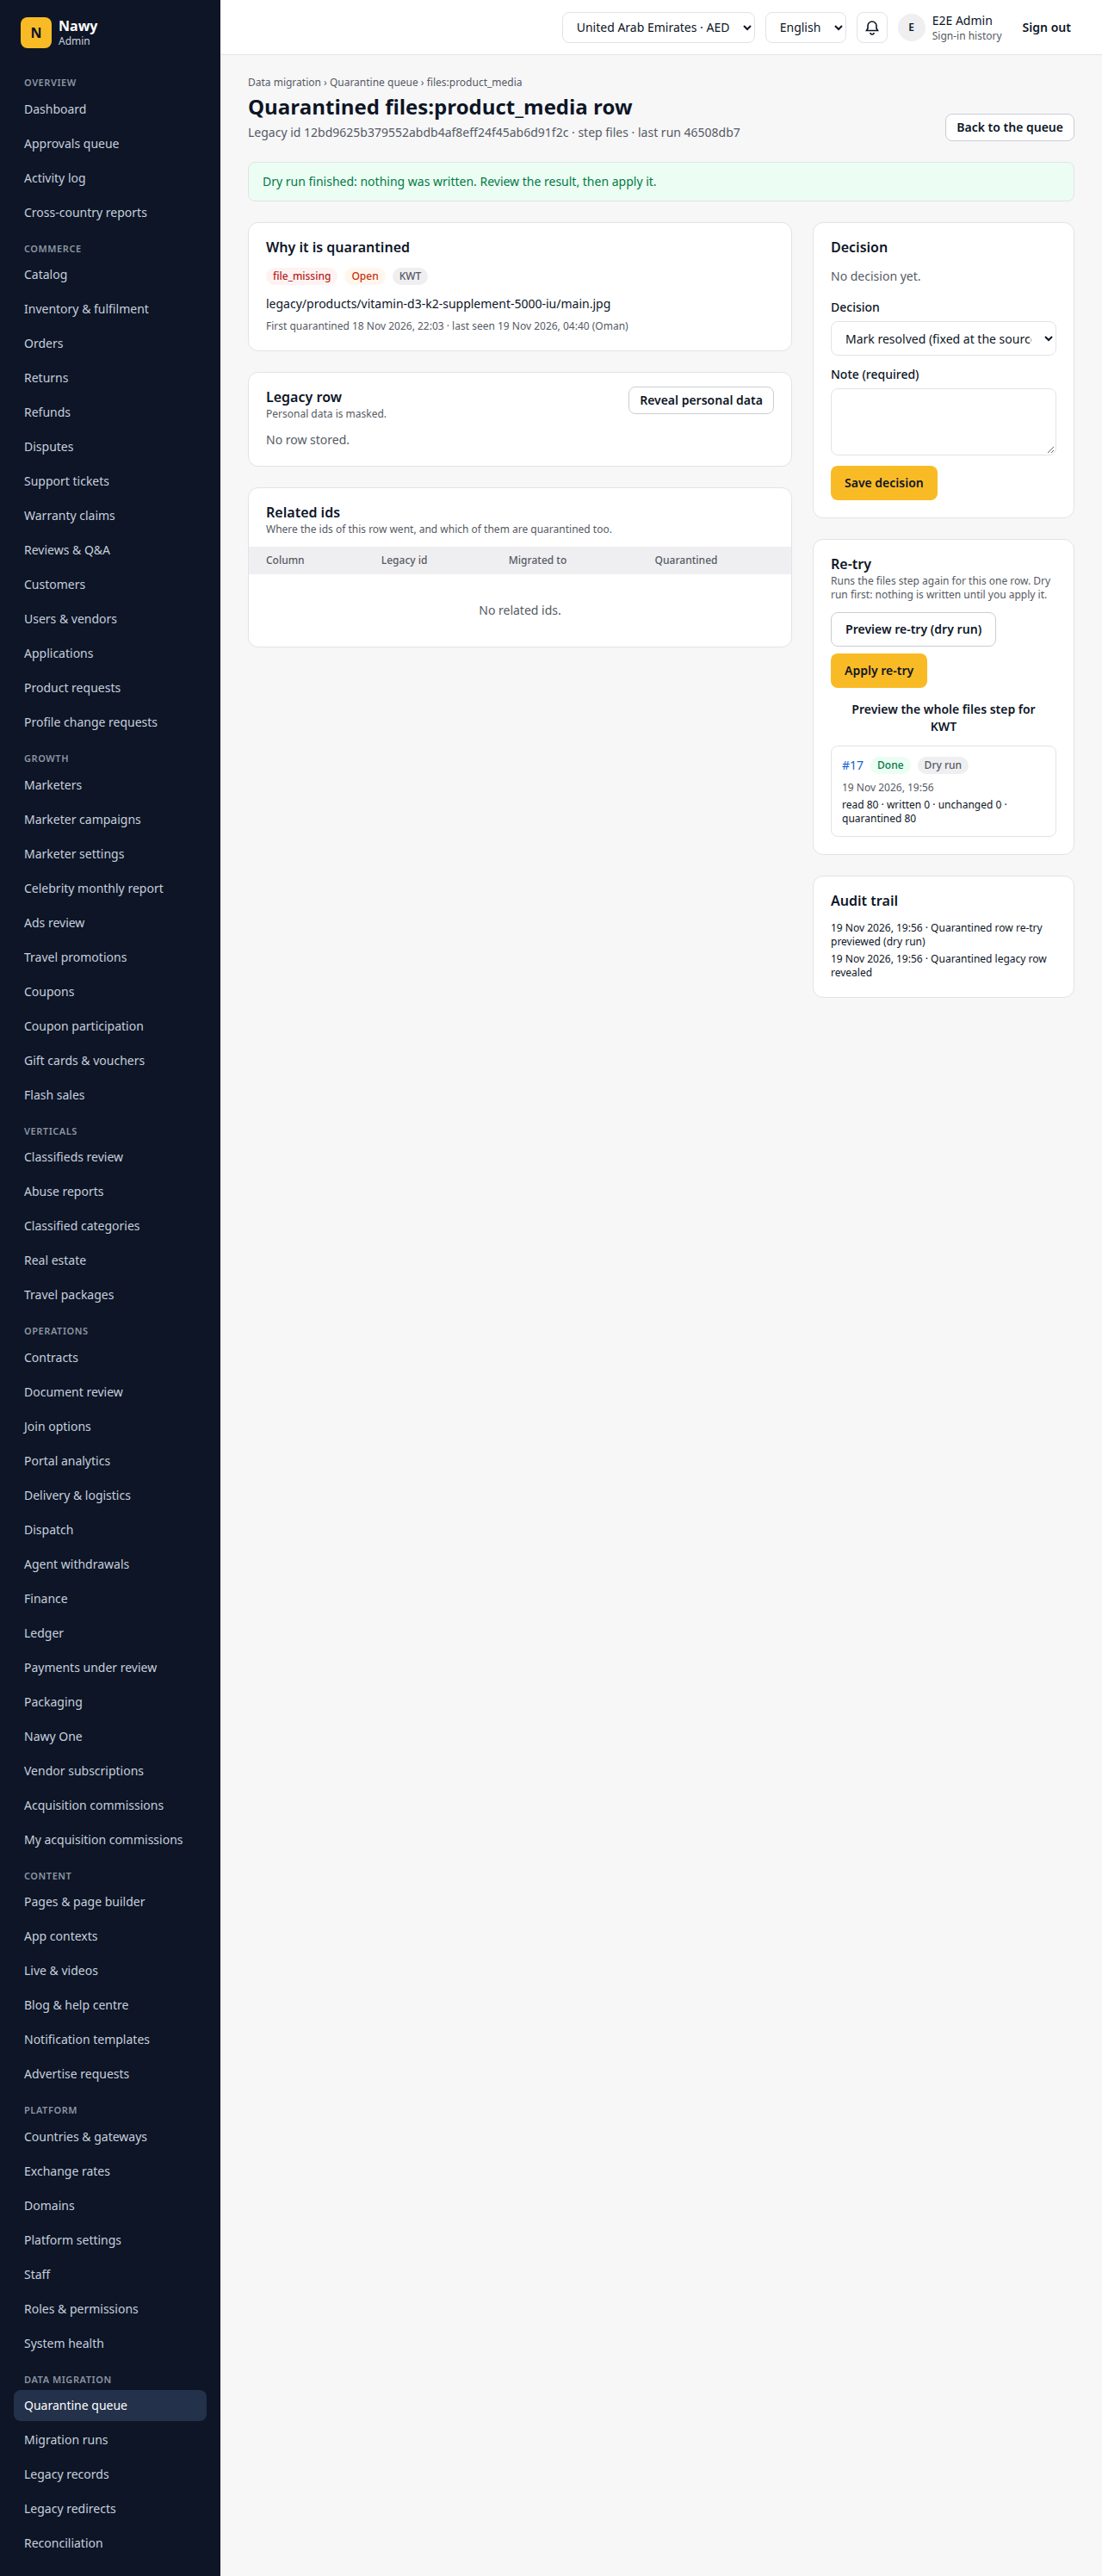 N
Nawy
Admin
OVERVIEW
Dashboard
Approvals queue
Activity log
Cross-country reports
COMMERCE
Catalog
Inventory & fulfilment
Orders
Returns
Refunds
Disputes
Support tickets
Warranty claims
Reviews & Q&A
Customers
Users & vendors
Applications
Product requests
Profile change requests
GROWTH
Marketers
Marketer campaigns
Marketer settings
Celebrity monthly report
Ads review
Travel promotions
Coupons
Coupon participation
Gift cards & vouchers
Flash sales
VERTICALS
Classifieds review
Abuse reports
Classified categories
Real estate
Travel packages
OPERATIONS
Contracts
Document review
Join options
Portal analytics
Delivery & logistics
Dispatch
Agent withdrawals
Finance
Ledger
Payments under review
Packaging
Nawy One
Vendor subscriptions
Acquisition commissions
My acquisition commissions
CONTENT
Pages & page builder
App contexts
Live & videos
Blog & help centre
Notification templates
Advertise requests
PLATFORM
Countries & gateways
Exchange rates
Domains
Platform settings
Staff
Roles & permissions
System health
DATA MIGRATION
Quarantine queue
Migration runs
Legacy records
Legacy redirects
Reconciliation
United Arab Emirates · AED
English
E
E2E Admin
Sign-in history
Sign out
Data migration › Quarantine queue › files:product_media
Quarantined files:product_media row
Legacy id 12bd9625b379552abdb4af8eff24f45ab6d91f2c · step files · last run 46508db7
Back to the queue
Dry run finished: nothing was written. Review the result, then apply it.
Why it is quarantined
file_missing Open KWT
legacy/products/vitamin-d3-k2-supplement-5000-iu/main.jpg
First quarantined 18 Nov 2026, 22:03 · last seen 19 Nov 2026, 04:40 (Oman)
Legacy row
Personal data is masked.
Reveal personal data
No row stored.
Related ids
Where the ids of this row went, and which of them are quarantined too.
Column Legacy id Migrated to Quarantined
No related ids.
Decision
No decision yet.
Decision
Mark resolved (fixed at the sourc
Note (required)
Save decision
Re-try
Runs the files step again for this one row. Dry
run first: nothing is written until you apply it.
Preview re-try (dry run)
Apply re-try
Preview the whole files step for
KWT
#17 Done Dry run
19 Nov 2026, 19:56
read 80 · written 0 · unchanged 0 ·
quarantined 80
Audit trail
19 Nov 2026, 19:56 · Quarantined row re-try
previewed (dry run)
19 Nov 2026, 19:56 · Quarantined legacy row
revealed